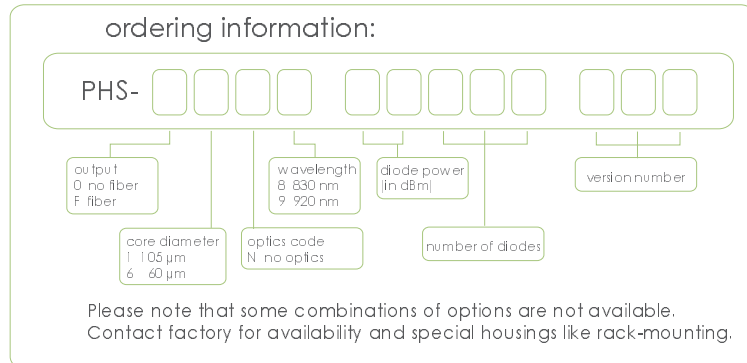 ordering information:
PHS-
output
0 no fiber
F fiber
core diameter
1 105 µm
6 60 µm
optics code
N no optics
wavelength
8 830 nm
9 920 nm
diode power
|in dBm|
number of diodes
version number
Please note that some combinations of options are not available.
Contact factory for availability and special housings like rack-mounting.